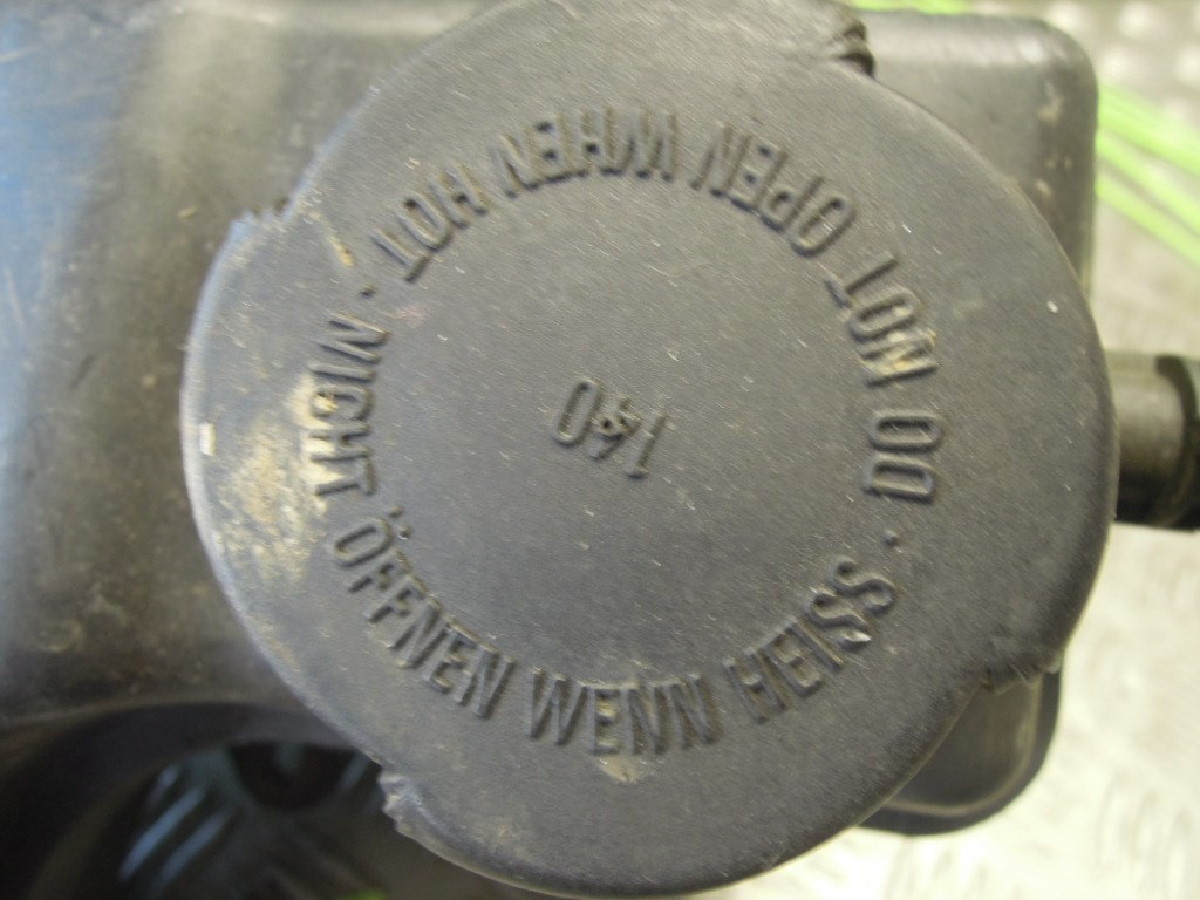 DO NOT OPEN WHEN HOT ·
NICHT ÖFFNEN WENN HEISS ·
140